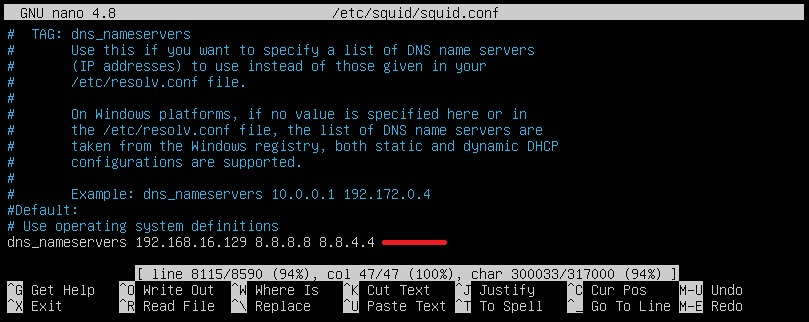 GNU nano 4.8 /etc/squid/squid.conf
# TAG: dns_nameservers
# Use this if you want to specify a list of DNS name servers
# (IP addresses) to use instead of those given in your
# /etc/resolv.conf file.
#
# On Windows platforms, if no value is specified here or in
# the /etc/resolv.conf file, the list of DNS name servers are
# taken from the Windows registry, both static and dynamic DHCP
# configurations are supported.
#
# Example: dns_nameservers 10.0.0.1 192.172.0.4
#Default:
# Use operating system definitions
dns_nameservers 192.168.16.129 8.8.8.8 8.8.4.4
[ line 8115/8590 (94%), col 47/47 (100%), char 300033/317000 (94%) ]
^G Get Help ^O Write Out ^W Where Is ^K Cut Text ^J Justify ^C Cur Pos M-U Undo
^X Exit ^R Read File ^\ Replace ^U Paste Text ^T To Spell ^_ Go To Line M-E Redo